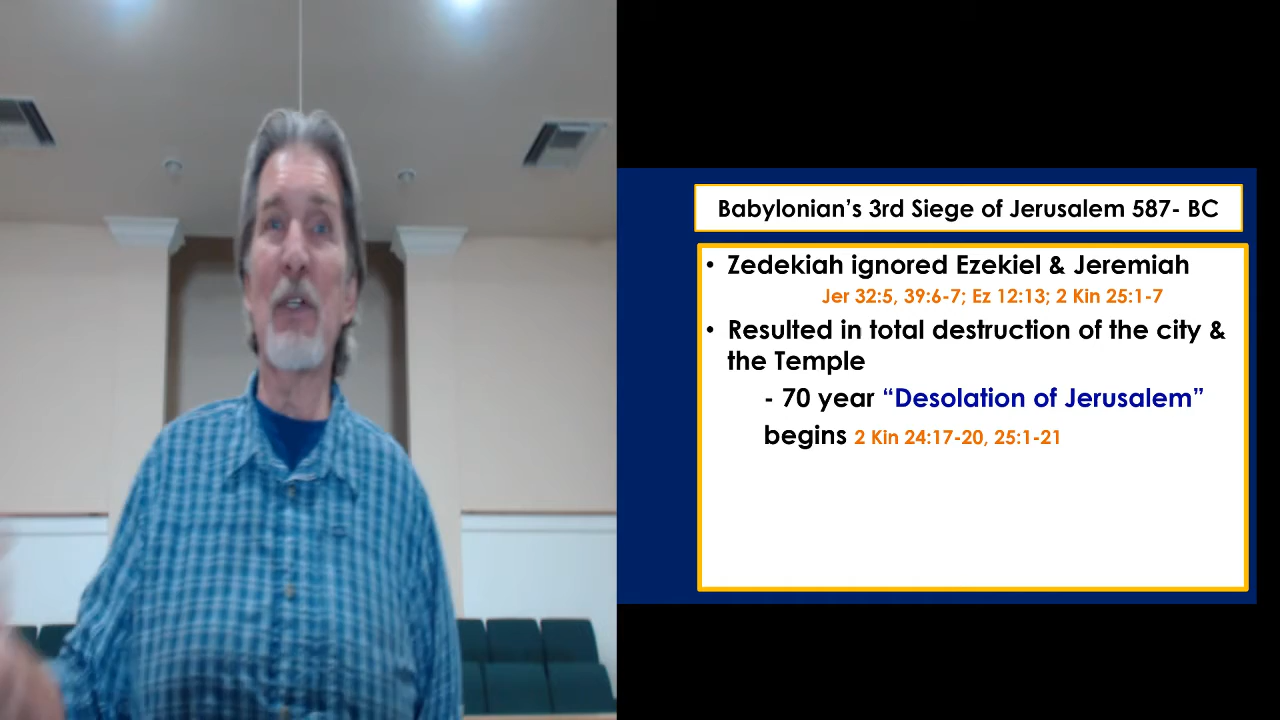 Babylonian’s 3rd Siege of Jerusalem 587- BC
• Zedekiah ignored Ezekiel & Jeremiah
Jer 32:5, 39:6-7; Ez 12:13; 2 Kin 25:1-7
• Resulted in total destruction of the city &
the Temple
- 70 year “Desolation of Jerusalem”
begins 2 Kin 24:17-20, 25:1-21